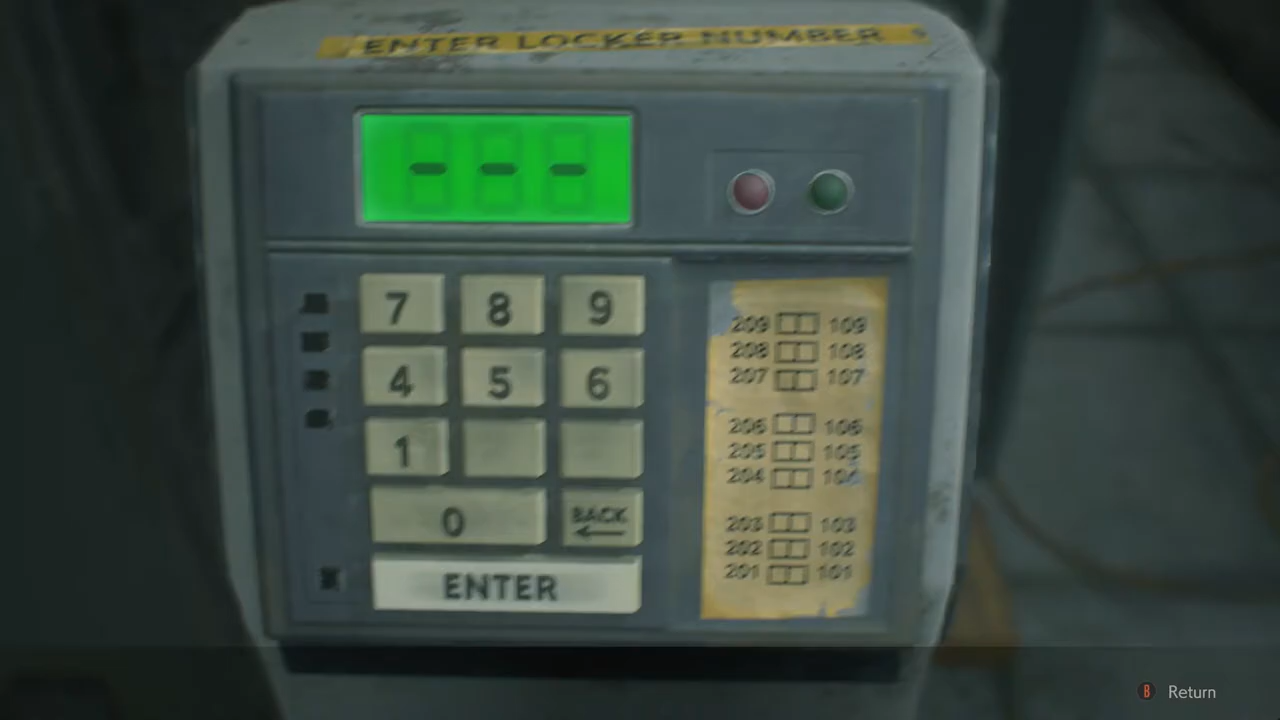 ENTER LOCKER NUMBER
- - -
7 8 9
4 5 6
1
0 BACK ←
ENTER
209 109
208 108
207 107
206 106
205 105
204 104
203 103
202 102
201 101
B Return